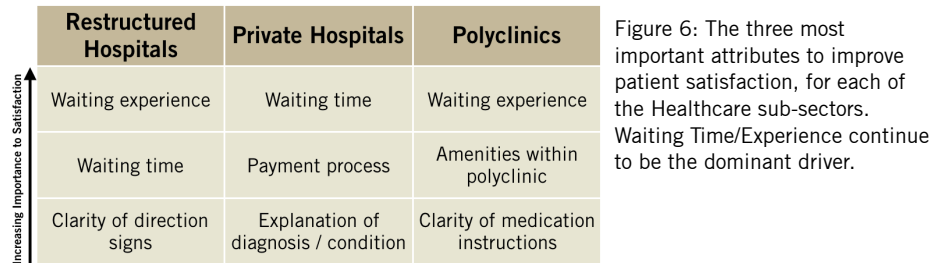 Restructured
Hospitals
Private Hospitals
Polyclinics
Increasing Importance to Satisfaction
Waiting experience
Waiting time
Waiting experience
Waiting time
Payment process
Amenities within
polyclinic
Clarity of direction
signs
Explanation of
diagnosis / condition
Clarity of medication
instructions
Figure 6: The three most
important attributes to improve
patient satisfaction, for each of
the Healthcare sub-sectors.
Waiting Time/Experience continue
to be the dominant driver.